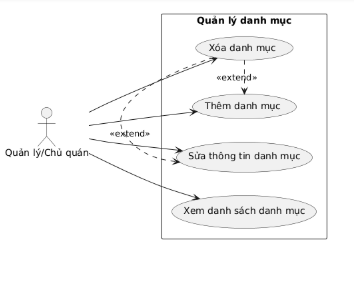 Quản lý danh mục
Xóa danh mục
«extend»
Thêm danh mục
«extend»
Quản lý/Chủ quán
Sửa thông tin danh mục
Xem danh sách danh mục